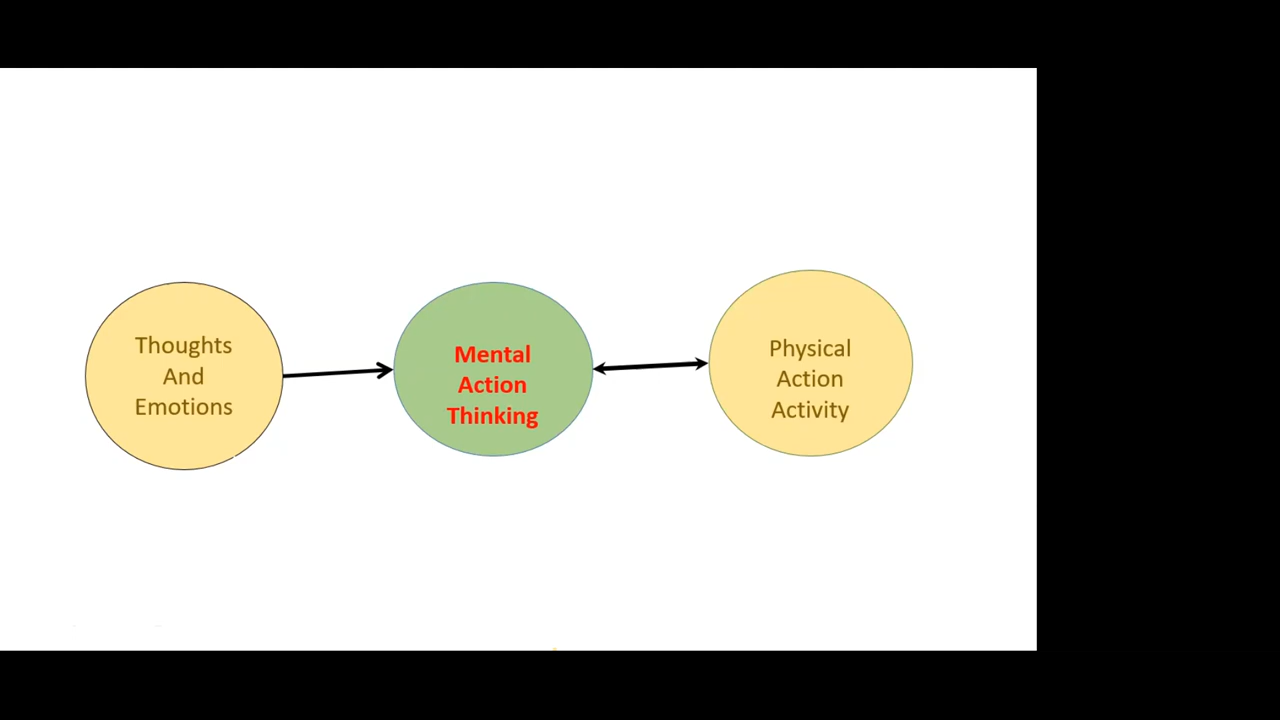 Thoughts
And
Emotions
Mental
Action
Thinking
Physical
Action
Activity